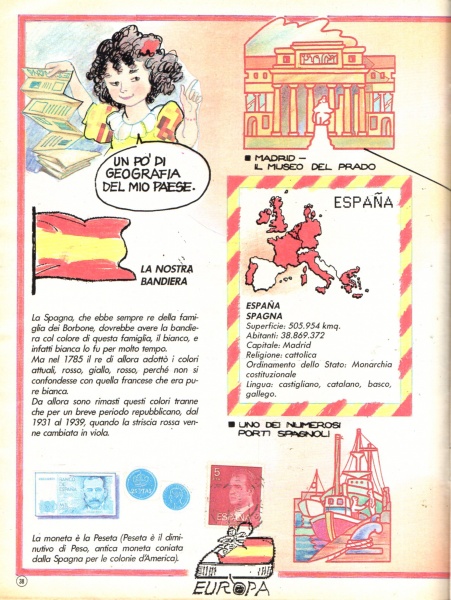 UN PO' DI
GEOGRAFIA
DEL MIO PAESE.
MADRID -
IL MUSEO DEL PRADO
LA NOSTRA
BANDIERA
La Spagna, che ebbe sempre re della fami-
glia dei Borbone, dovrebbe avere la bandie-
ra col colore di questa famiglia, il bianco, e
infatti bianca lo fu per molto tempo.
Ma nel 1785 il re di allora adottò i colori
attuali, rosso, giallo, rosso, perché non si
confondesse con quella francese che era pu-
re bianca.
Da allora sono rimasti questi colori tranne
che per un breve periodo repubblicano, dal
1931 al 1939, quando la striscia rossa ven-
ne cambiata in viola.
ESPAÑA
ESPAÑA
SPAGNA
Superficie: 505.954 kmq.
Abitanti: 38.869.372
Capitale: Madrid
Religione: cattolica
Ordinamento dello Stato: Monarchia
costituzionale
Lingua: castigliano, catalano, basco,
gallego.
UNO DEI NUMEROSI
PORTI SPAGNOLI
5
ESPAÑA
La moneta è la Peseta (Peseta è il dimi-
nutivo di Peso, antica moneta coniata
dalla Spagna per le colonie d'America).
EUROPA
38